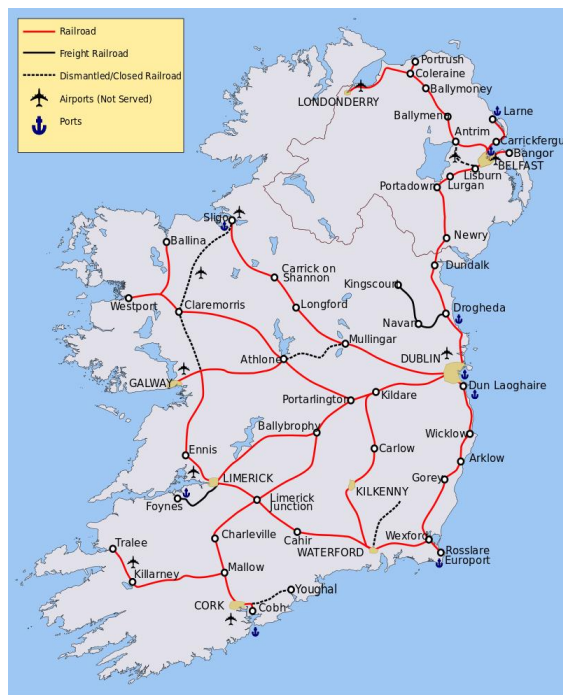 Railroad
Freight Railroad
Dismantled/Closed Railroad
Airports (Not Served)
Ports
Portrush
Coleraine
Ballymoney
LONDONDERRY
Ballymena
Larne
Antrim
Carrickfergu
Bangor
BELFAST
Lisburn
Lurgan
Portadown
Sligo
Newry
Ballina
Dundalk
Carrick on
Shannon
Kingscourt
Westport
Claremorris
Longford
Drogheda
Navan
Mullingar
Athlone
DUBLIN
GALWAY
Dun Laoghaire
Portarlington
Kildare
Ballybrophy
Wicklow
Carlow
Ennis
Arklow
LIMERICK
Gorey
KILKENNY
Foynes
Limerick
Junction
Tralee
Charleville
Cahir
WATERFORD
Wexford
Rosslare
Europort
Killarney
Mallow
Youghal
CORK
Cobh